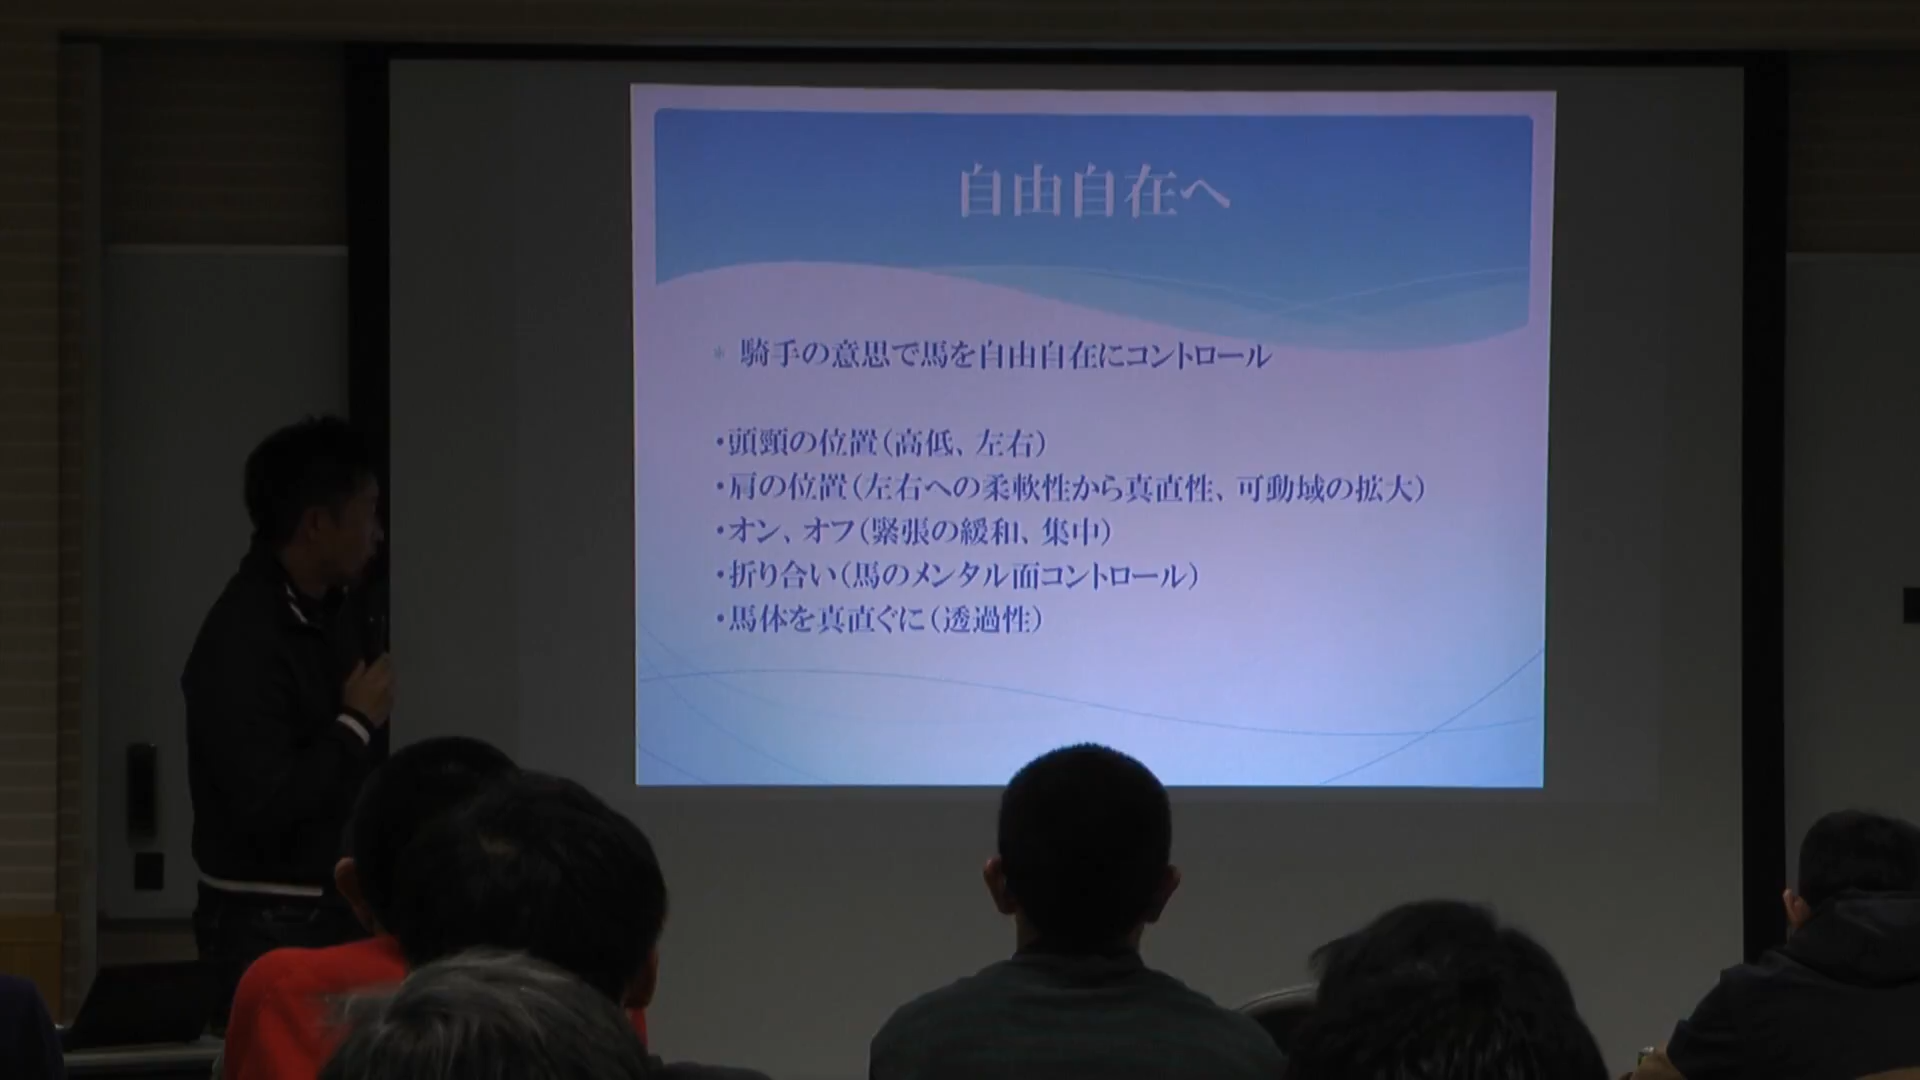 自由自在へ
* 騎手の意思で馬を自由自在にコントロール
・頭頸の位置(高低、左右)
・肩の位置(左右への柔軟性から真直性、可動域の拡大)
・オン、オフ(緊張の緩和、集中)
・折り合い(馬のメンタル面コントロール)
・馬体を真直ぐに(透過性)